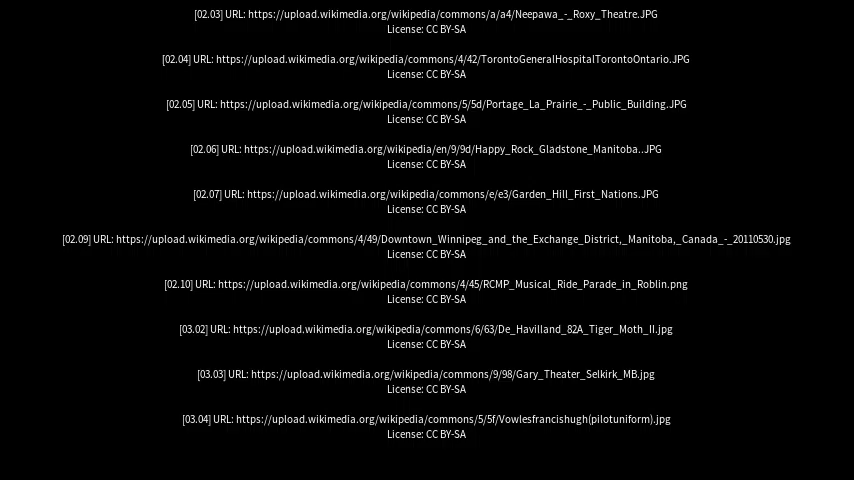 [02.03] URL: https://upload.wikimedia.org/wikipedia/commons/a/a4/Neepawa_-_Roxy_Theatre.JPG
License: CC BY-SA
[02.04] URL: https://upload.wikimedia.org/wikipedia/commons/4/42/TorontoGeneralHospitalTorontoOntario.JPG
License: CC BY-SA
[02.05] URL: https://upload.wikimedia.org/wikipedia/commons/5/5d/Portage_La_Prairie_-_Public_Building.JPG
License: CC BY-SA
[02.06] URL: https://upload.wikimedia.org/wikipedia/en/9/9d/Happy_Rock_Gladstone_Manitoba..JPG
License: CC BY-SA
[02.07] URL: https://upload.wikimedia.org/wikipedia/commons/e/e3/Garden_Hill_First_Nations.JPG
License: CC BY-SA
[02.09] URL: https://upload.wikimedia.org/wikipedia/commons/4/49/Downtown_Winnipeg_and_the_Exchange_District,_Manitoba,_Canada_-_20110530.jpg
License: CC BY-SA
[02.10] URL: https://upload.wikimedia.org/wikipedia/commons/4/45/RCMP_Musical_Ride_Parade_in_Roblin.png
License: CC BY-SA
[03.02] URL: https://upload.wikimedia.org/wikipedia/commons/6/63/De_Havilland_82A_Tiger_Moth_II.jpg
License: CC BY-SA
[03.03] URL: https://upload.wikimedia.org/wikipedia/commons/9/98/Gary_Theater_Selkirk_MB.jpg
License: CC BY-SA
[03.04] URL: https://upload.wikimedia.org/wikipedia/commons/5/5f/Vowlesfrancishugh(pilotuniform).jpg
License: CC BY-SA